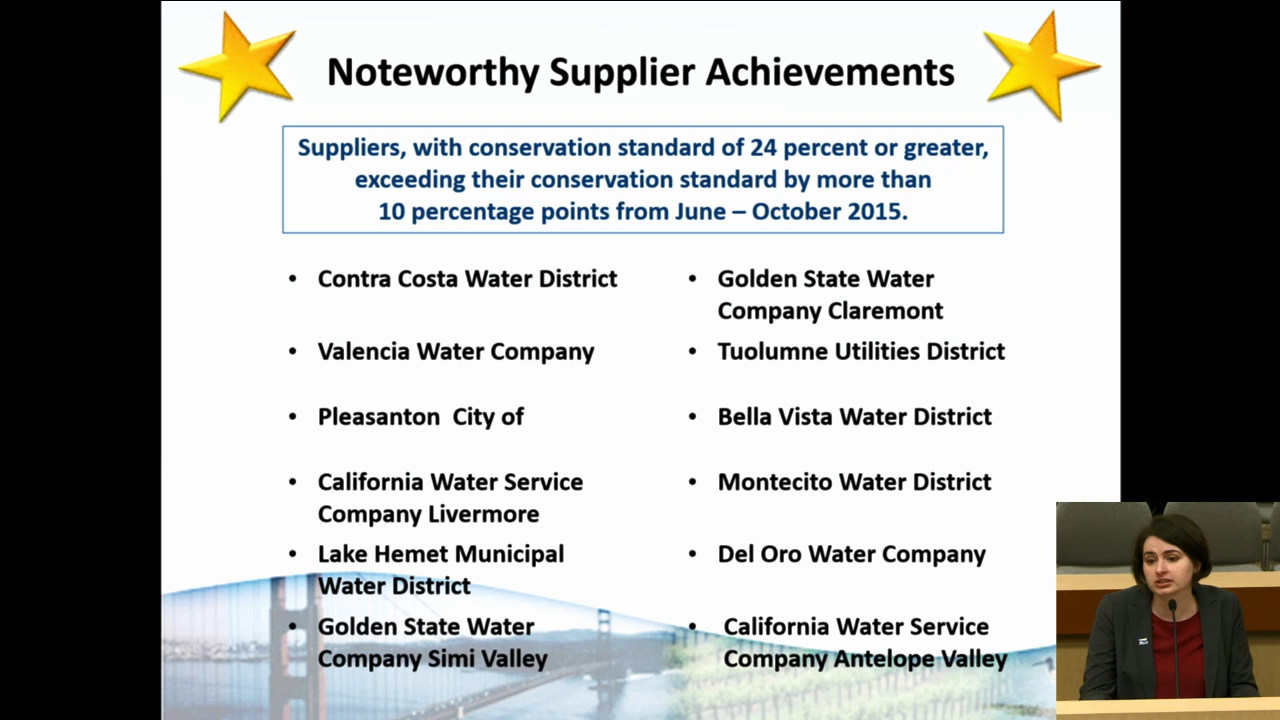 Noteworthy Supplier Achievements
Suppliers, with conservation standard of 24 percent or greater,
exceeding their conservation standard by more than
10 percentage points from June – October 2015.
• Contra Costa Water District
• Valencia Water Company
• Pleasanton  City of
• California Water Service
Company Livermore
• Lake Hemet Municipal
Water District
• Golden State Water
Company Simi Valley
• Golden State Water
Company Claremont
• Tuolumne Utilities District
• Bella Vista Water District
• Montecito Water District
• Del Oro Water Company
• California Water Service
Company Antelope Valley